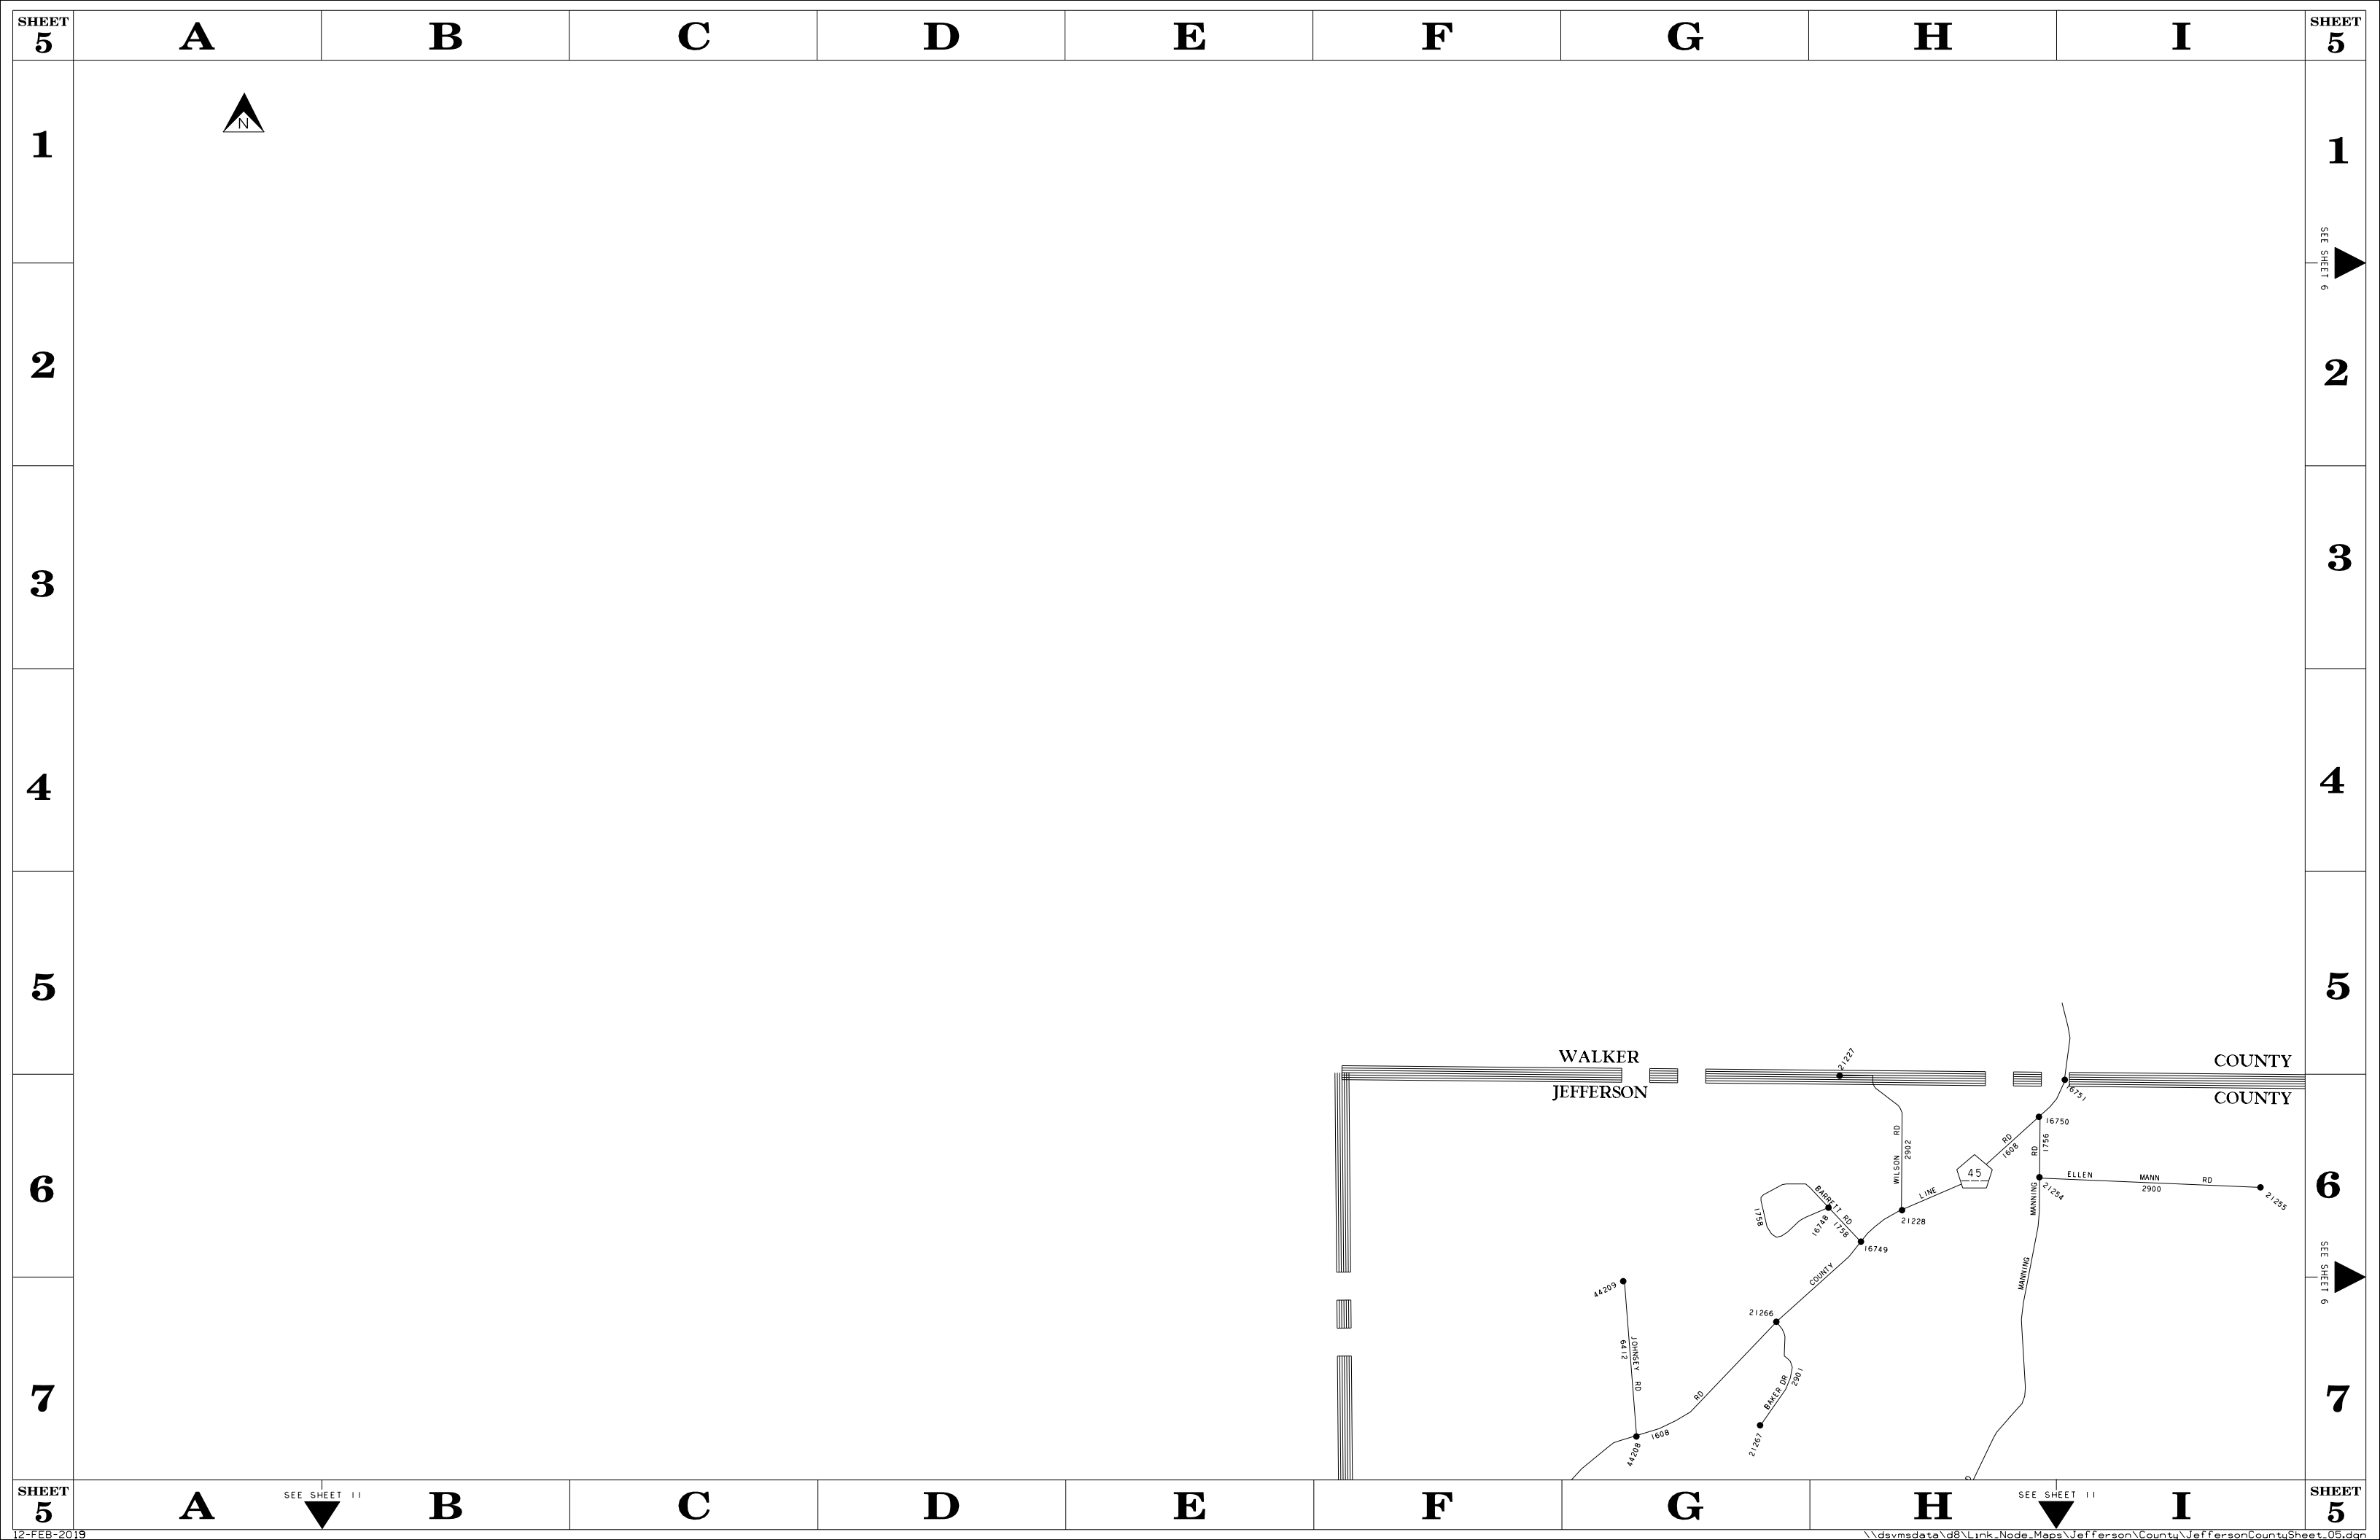 SHEET
5
A
B
C
D
E
F
G
H
I
SHEET
5
N
1
1
SEE SHEET 6
2
2
3
3
4
4
5
5
WALKER
COUNTY
JEFFERSON
COUNTY
21227
16751
16750
RD
1608
45
LINE
WILSON RD
2902
RD
1756
MANNING
21254
ELLEN MANN RD
2900
21255
6
6
BARRETT RD
1758
16748
1758
21228
16749
COUNTY
MANNING
SEE SHEET 6
44209
21266
JOHNSEY RD
6412
BAKER DR
2901
RD
7
7
1608
44208
21267
SHEET
5
A
SEE SHEET 11
B
C
D
E
F
G
H
SEE SHEET 11
I
SHEET
5
12-FEB-2019
\\dsvmsdata\d8\Link_Node_Maps\Jefferson\County\JeffersonCountySheet_05.dgn